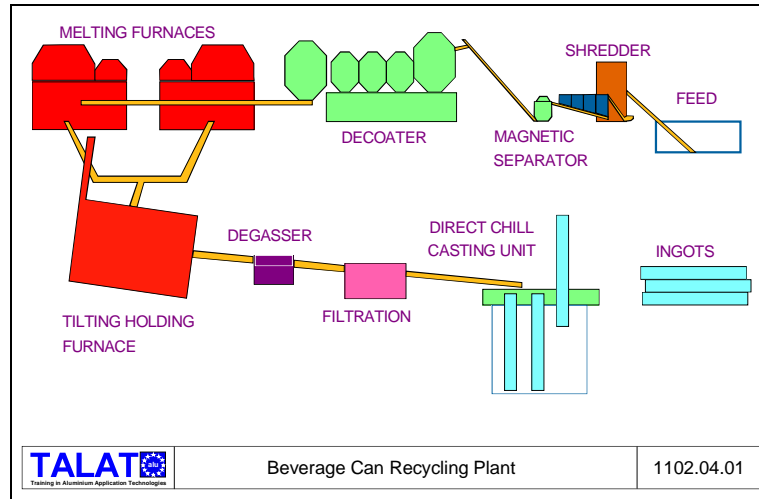 MELTING FURNACES
SHREDDER
FEED
DECOATER
MAGNETIC
SEPARATOR
DEGASSER
DIRECT CHILL
CASTING UNIT
INGOTS
FILTRATION
TILTING HOLDING
FURNACE
TALAT
alu
Training in Aluminium Application Technologies
Beverage Can Recycling Plant
1102.04.01